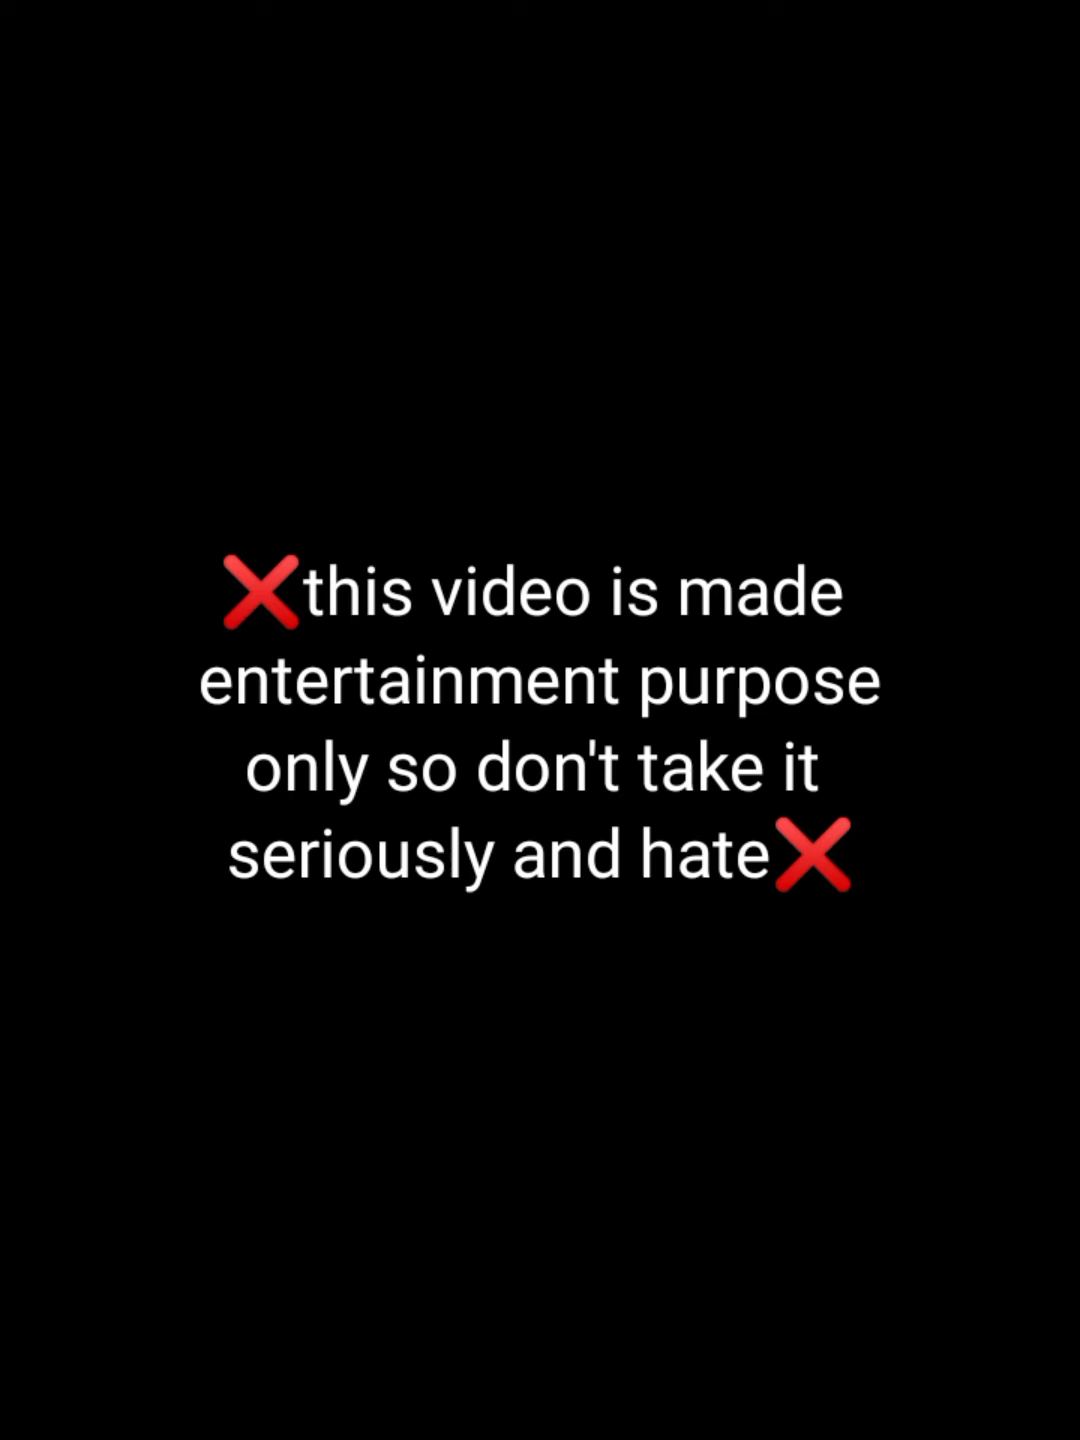 ❌this video is made
entertainment purpose
only so don't take it
seriously and hate❌